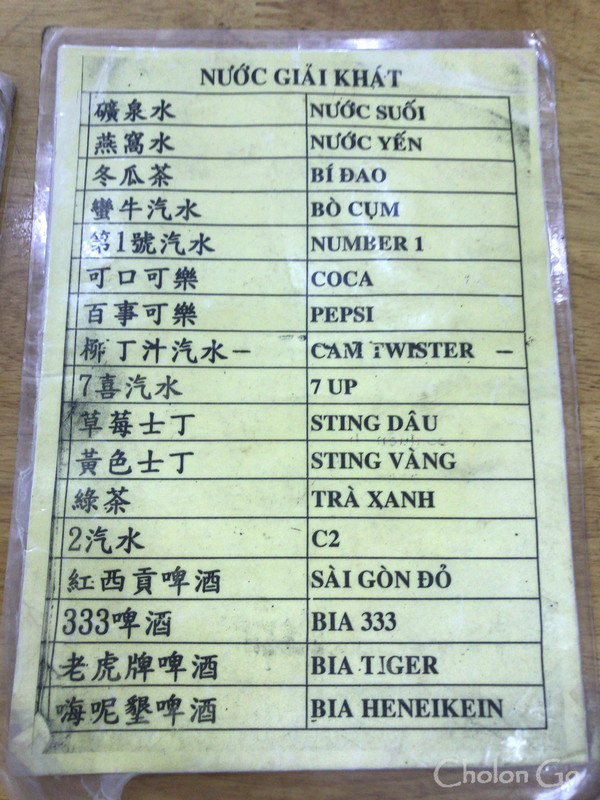 NƯỚC GIẢI KHÁT
礦泉水 NƯỚC SUỐI
燕窩水 NƯỚC YẾN
冬瓜茶 BÍ ĐAO
蠻牛汽水 BÒ CỤM
第1號汽水 NUMBER 1
可口可樂 COCA
百事可樂 PEPSI
柳丁汁汽水 – CAM TWISTER –
7喜汽水 7 UP
草莓士丁 STING DÂU
黃色士丁 STING VÀNG
綠茶 TRÀ XANH
2汽水 C2
紅西貢啤酒 SÀI GÒN ĐỎ
333啤酒 BIA 333
老虎牌啤酒 BIA TIGER
嗨呢墾啤酒 BIA HENEIKEIN
Cholon Go